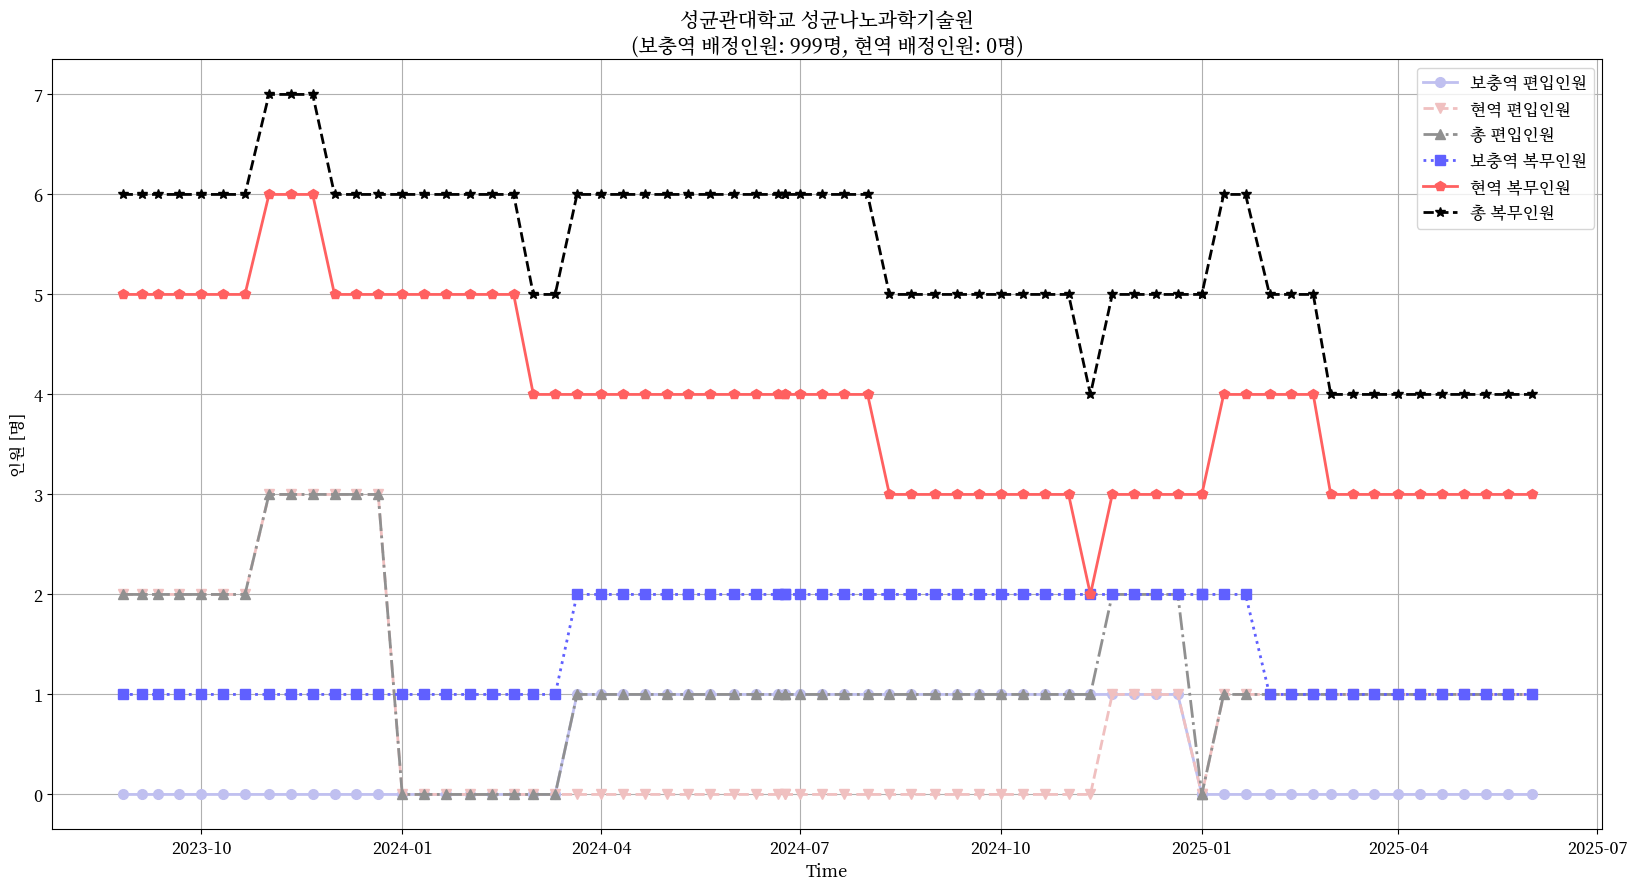 성균관대학교 성균나노과학기술원
(보충역 배정인원: 999명, 현역 배정인원: 0명)
보충역 편입인원
현역 편입인원
총 편입인원
보충역 복무인원
현역 복무인원
총 복무인원
인원 [명]
7
6
5
4
3
2
1
0
2023-10
2024-01
2024-04
2024-07
2024-10
2025-01
2025-04
2025-07
Time